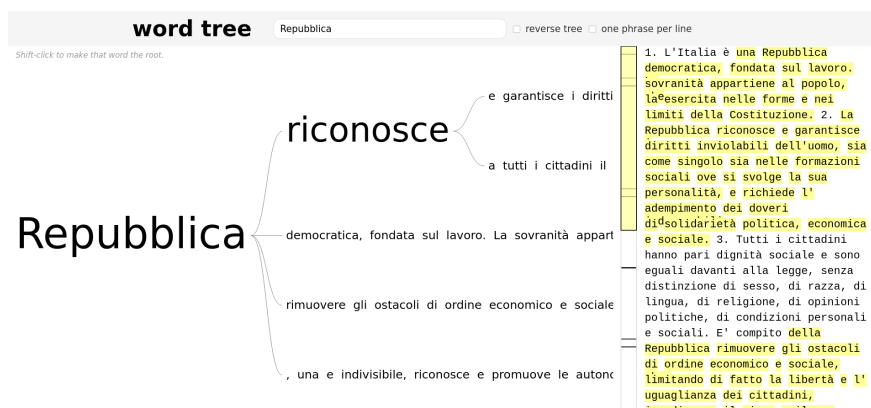 word tree
Repubblica
reverse tree
one phrase per line
Shift-click to make that word the root.
Repubblica
riconosce
e garantisce i diritti
a tutti i cittadini il
democratica, fondata sul lavoro. La sovranità appart
rimuovere gli ostacoli di ordine economico e sociale
, una e indivisibile, riconosce e promuove le autono
1. L'Italia è una Repubblica
democratica, fondata sul lavoro.
sovranità appartiene al popolo,
la esercita nelle forme e nei
limiti della Costituzione. 2. La
Repubblica riconosce e garantisce
diritti inviolabili dell'uomo, sia
come singolo sia nelle formazioni
sociali ove si svolge la sua
personalità, e richiede l'
adempimento dei doveri
di solidarietà politica, economica
e sociale. 3. Tutti i cittadini
hanno pari dignità sociale e sono
eguali davanti alla legge, senza
distinzione di sesso, di razza, di
lingua, di religione, di opinioni
politiche, di condizioni personali
e sociali. E' compito della
Repubblica rimuovere gli ostacoli
di ordine economico e sociale,
limitando di fatto la libertà e l'
uguaglianza dei cittadini,